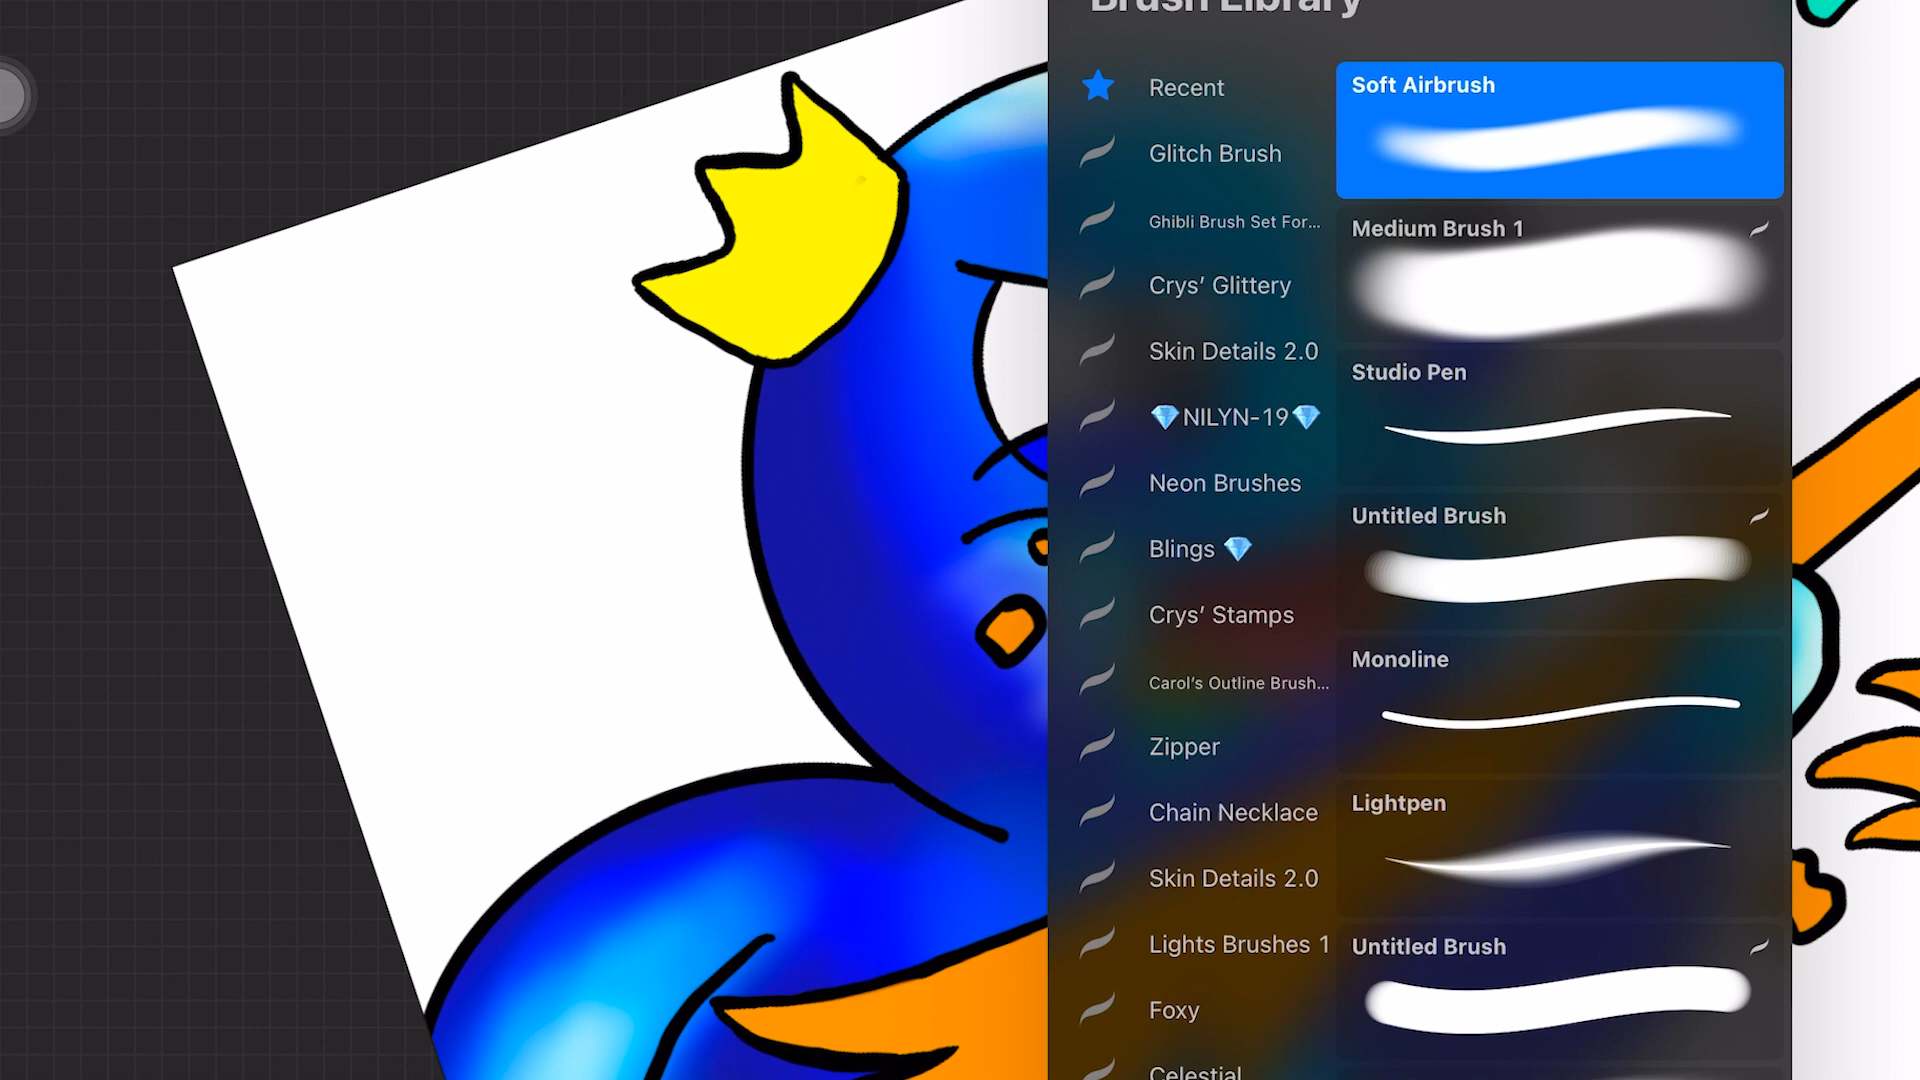 Brush Library
Recent
Glitch Brush
Ghibli Brush Set For...
Crys’ Glittery
Skin Details 2.0
💎NILYN-19💎
Neon Brushes
Blings 💎
Crys’ Stamps
Carol’s Outline Brush...
Zipper
Chain Necklace
Skin Details 2.0
Lights Brushes 1
Foxy
Celestial
Soft Airbrush
Medium Brush 1
Studio Pen
Untitled Brush
Monoline
Lightpen
Untitled Brush